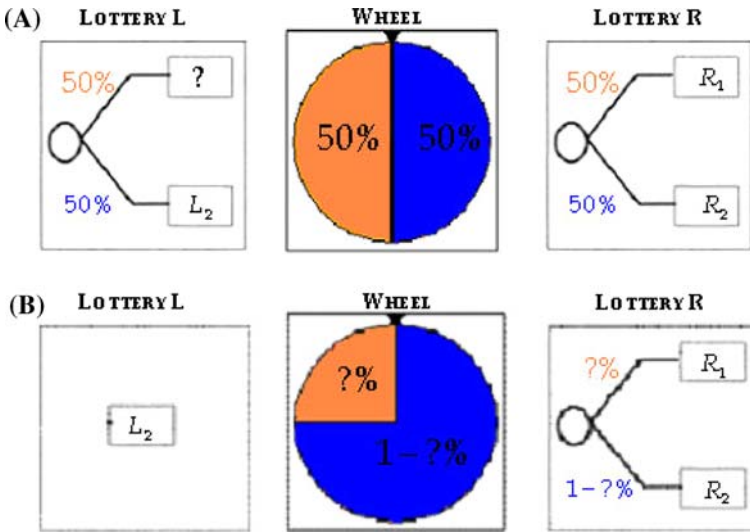 (A) LOTTERY L WHEEL LOTTERY R
50% ? 50% 50% 50% R₁
50% L₂ 50% R₂
(B) LOTTERY L WHEEL LOTTERY R
L₂ ?% 1-?% ?% R₁
1-?% R₂